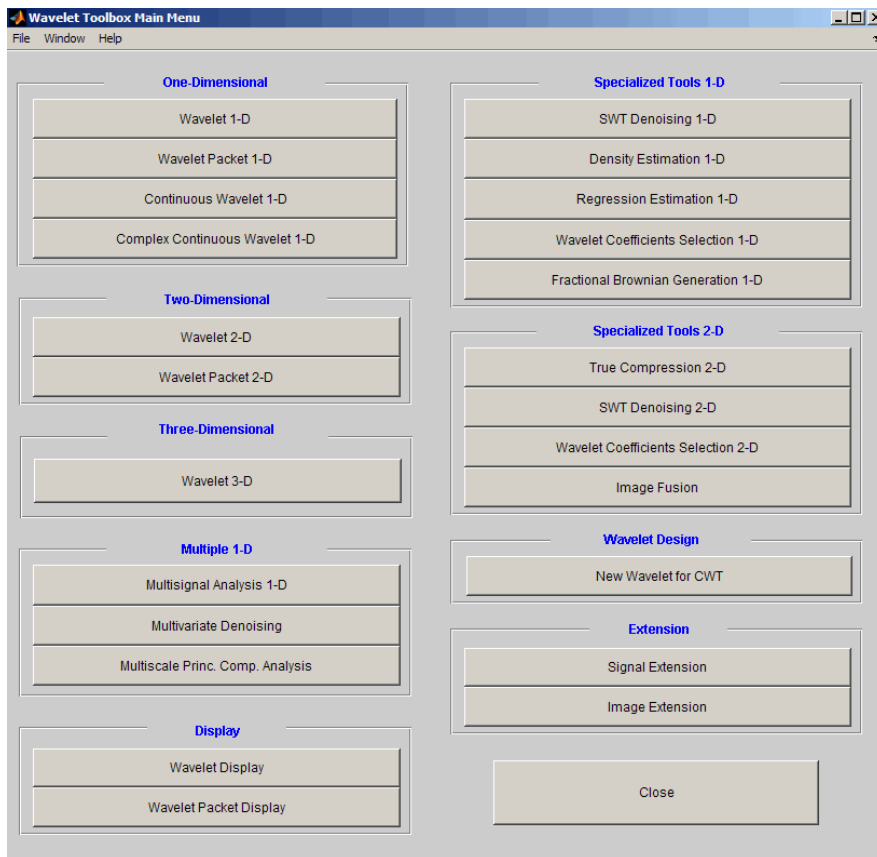 Wavelet Toolbox Main Menu
File Window Help
One-Dimensional
Wavelet 1-D
Wavelet Packet 1-D
Continuous Wavelet 1-D
Complex Continuous Wavelet 1-D
Two-Dimensional
Wavelet 2-D
Wavelet Packet 2-D
Three-Dimensional
Wavelet 3-D
Multiple 1-D
Multisignal Analysis 1-D
Multivariate Denoising
Multiscale Princ. Comp. Analysis
Display
Wavelet Display
Wavelet Packet Display
Specialized Tools 1-D
SWT Denoising 1-D
Density Estimation 1-D
Regression Estimation 1-D
Wavelet Coefficients Selection 1-D
Fractional Brownian Generation 1-D
Specialized Tools 2-D
True Compression 2-D
SWT Denoising 2-D
Wavelet Coefficients Selection 2-D
Image Fusion
Wavelet Design
New Wavelet for CWT
Extension
Signal Extension
Image Extension
Close